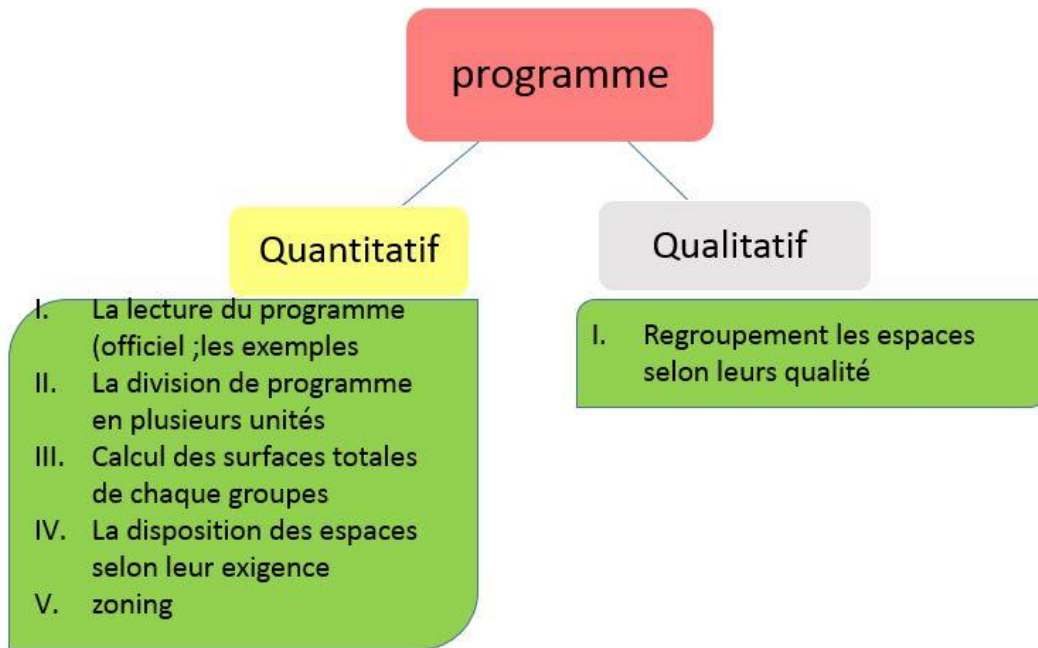 programme
Quantitatif
I. La lecture du programme
(officiel ;les exemples
II. La division de programme
en plusieurs unités
III. Calcul des surfaces totales
de chaque groupes
IV. La disposition des espaces
selon leur exigence
V. zoning
Qualitatif
I. Regroupement les espaces
selon leurs qualité